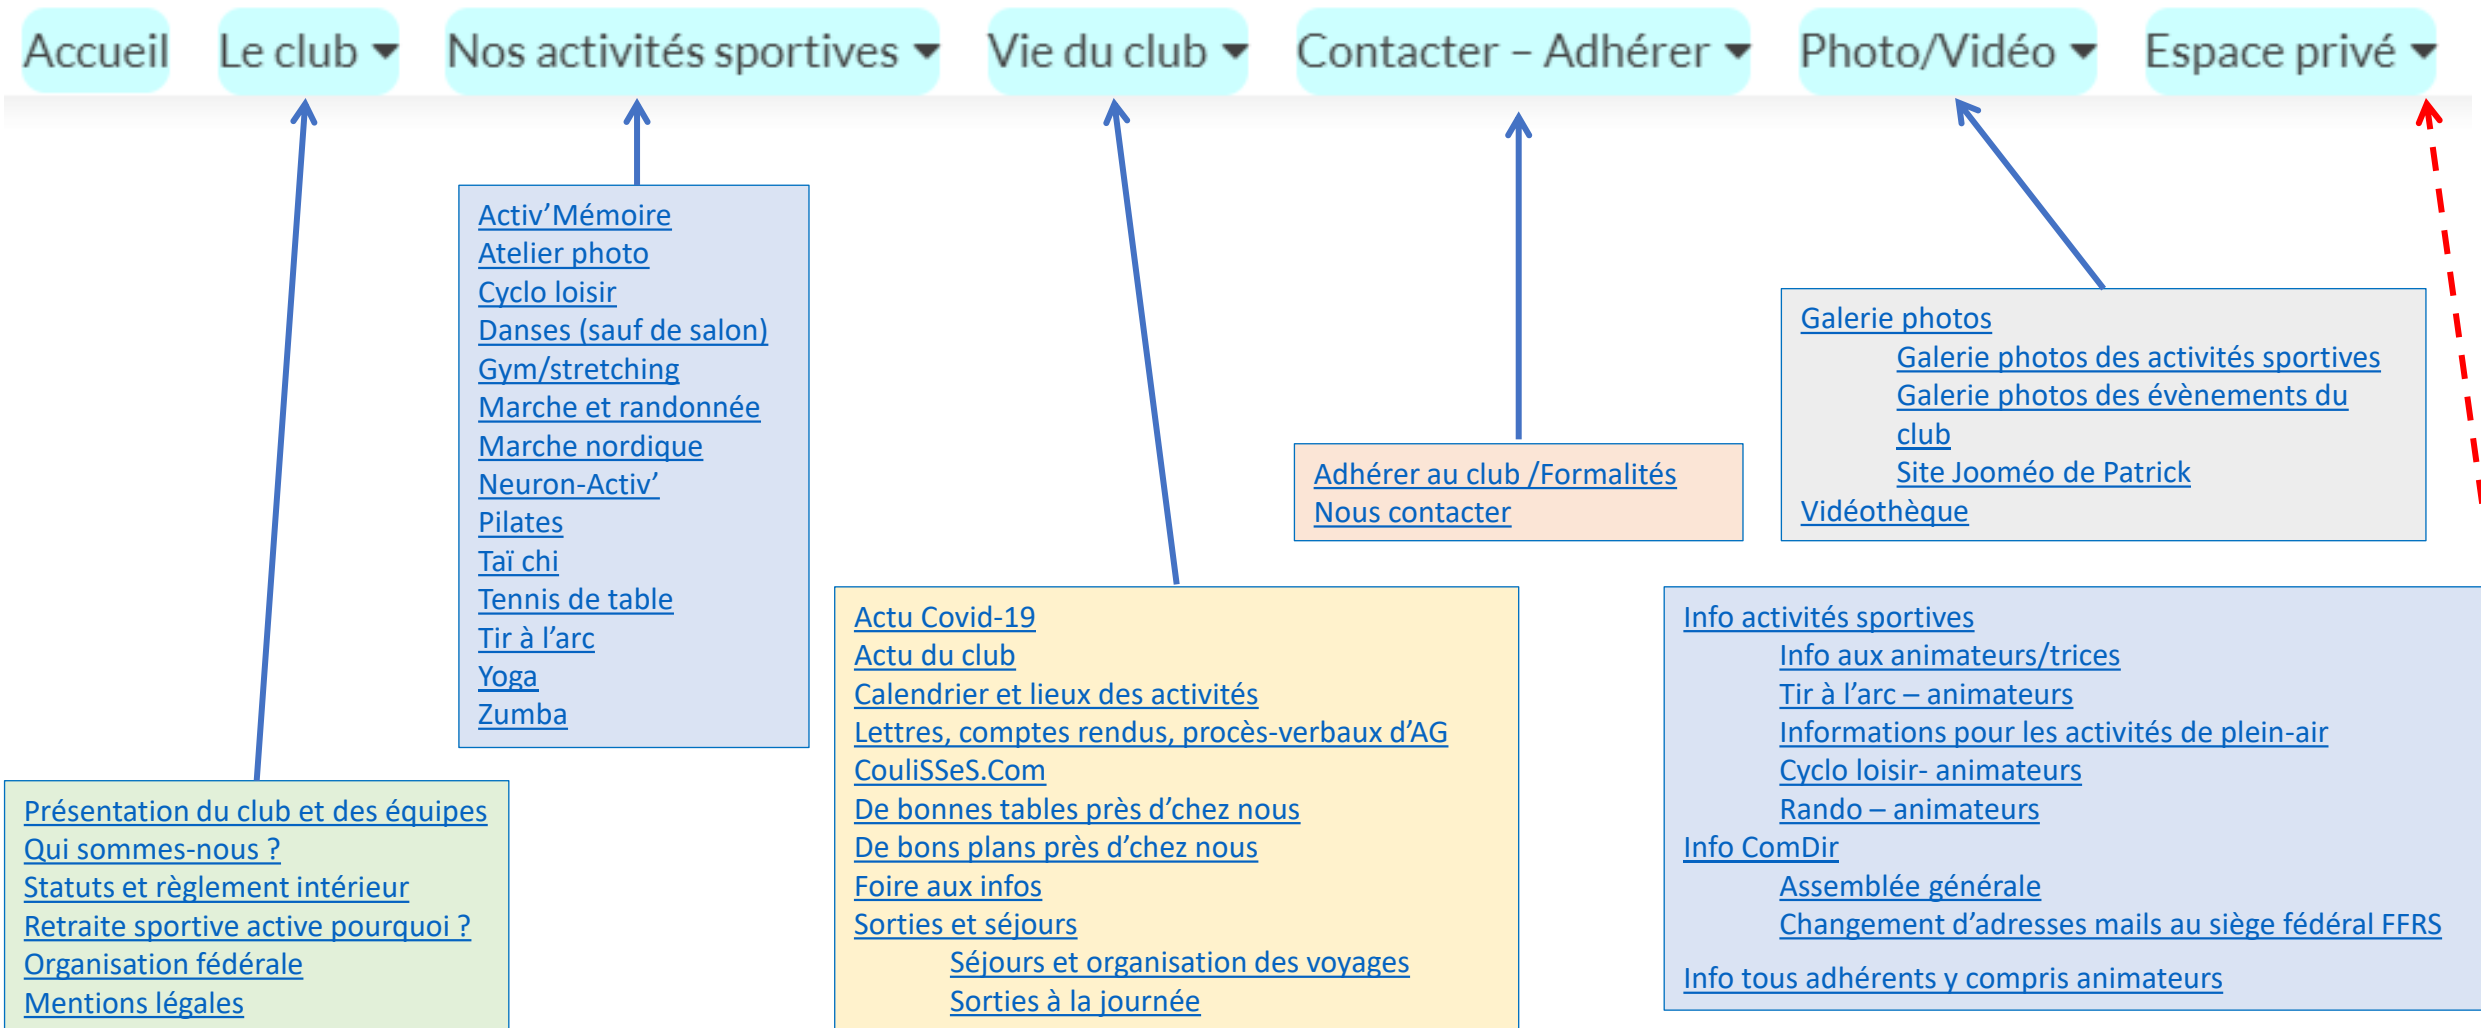 Accueil Le club Nos activités sportives Vie du club Contacter – Adhérer Photo/Vidéo Espace privé
Activ’Mémoire
Atelier photo
Cyclo loisir
Danses (sauf de salon)
Gym/stretching
Marche et randonnée
Marche nordique
Neuron-Activ’
Pilates
Taï chi
Tennis de table
Tir à l’arc
Yoga
Zumba
Galerie photos
Galerie photos des activités sportives
Galerie photos des évènements du
club
Site Jooméo de Patrick
Vidéothèque
Adhérer au club /Formalités
Nous contacter
Présentation du club et des équipes
Qui sommes-nous ?
Statuts et règlement intérieur
Retraite sportive active pourquoi ?
Organisation fédérale
Mentions légales
Actu Covid-19
Actu du club
Calendrier et lieux des activités
Lettres, comptes rendus, procès-verbaux d’AG
CouliSSeS.Com
De bonnes tables près d’chez nous
De bons plans près d’chez nous
Foire aux infos
Sorties et séjours
Séjours et organisation des voyages
Sorties à la journée
Info activités sportives
Info aux animateurs/trices
Tir à l’arc – animateurs
Informations pour les activités de plein-air
Cyclo loisir- animateurs
Rando – animateurs
Info ComDir
Assemblée générale
Changement d’adresses mails au siège fédéral FFRS
Info tous adhérents y compris animateurs